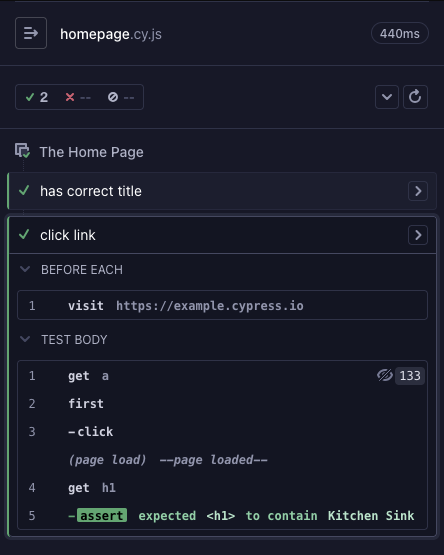 homepage.cy.js 440ms
2 -- --
The Home Page
has correct title
click link
BEFORE EACH
1 visit https://example.cypress.io
TEST BODY
1 get a 133
2 first
3 -click
(page load) --page loaded--
4 get h1
5 -assert expected <h1> to contain Kitchen Sink